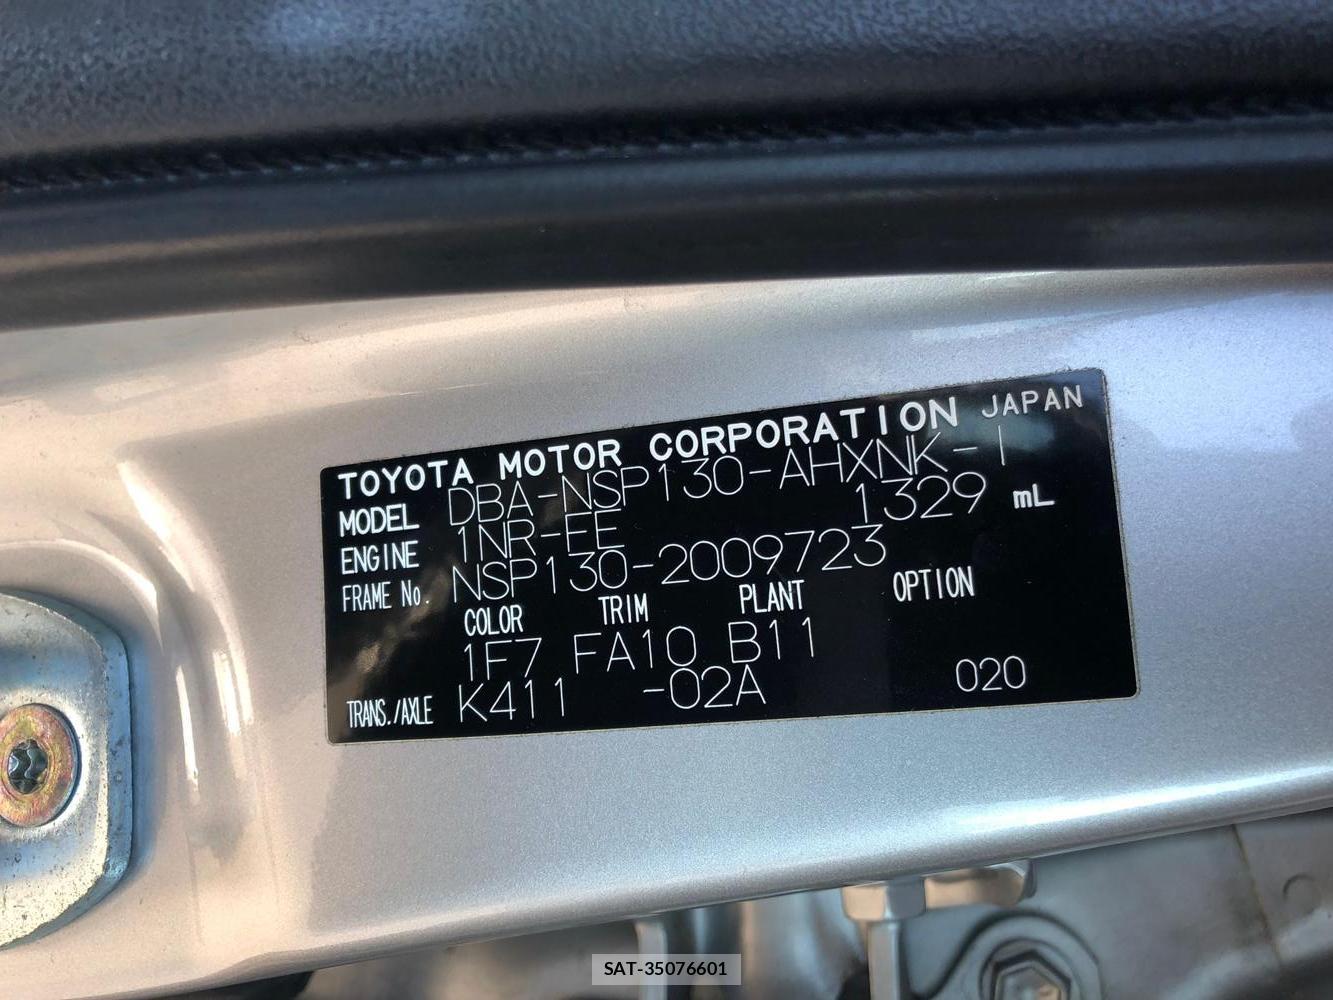 TOYOTA MOTOR CORPORATION JAPAN
MODEL DBA-NSP130-AHXNK-I
ENGINE 1NR-FE 1329 mL
FRAME No. NSP130-2009723
COLOR TRIM PLANT OPTION
1F7 FA10 B11
TRANS./AXLE K411 -02A 020
SAT-35076601